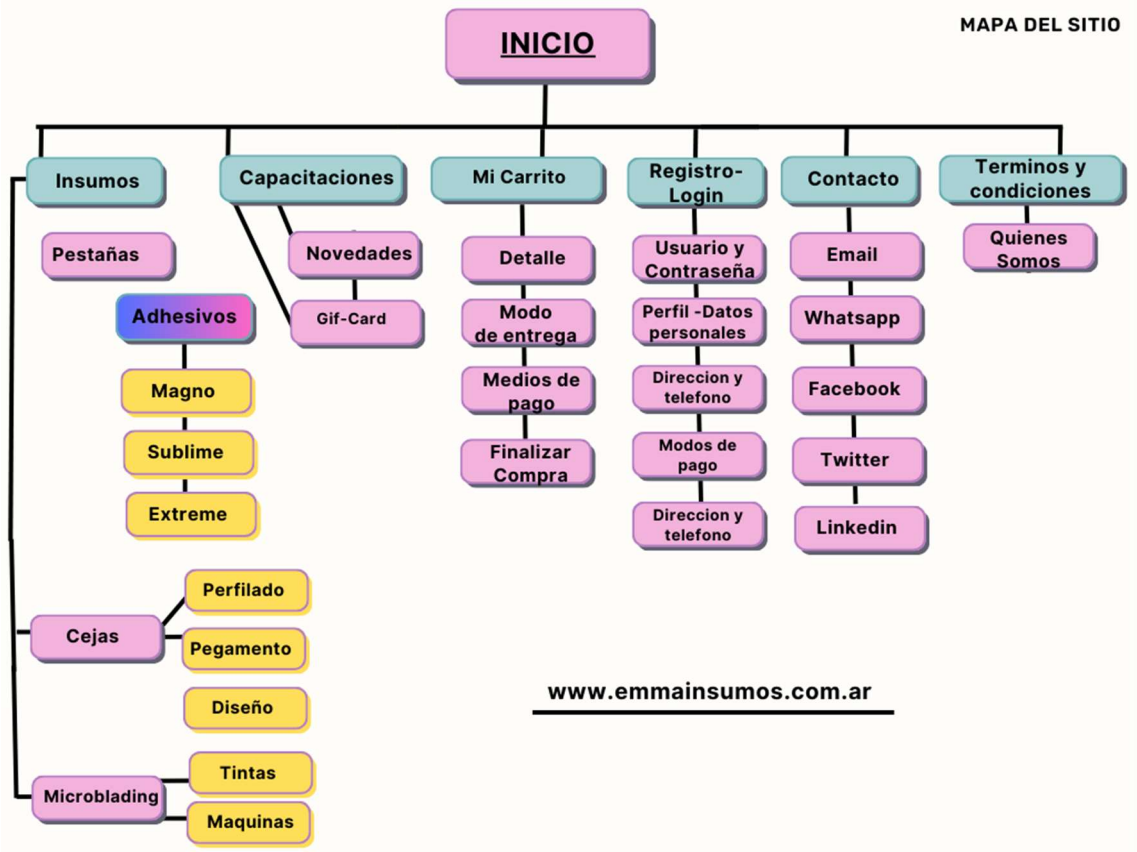 MAPA DEL SITIO
INICIO
Insumos
Pestañas
Adhesivos
Magno
Sublime
Extreme
Cejas
Perfilado
Pegamento
Diseño
Microblading
Tintas
Maquinas
Capacitaciones
Novedades
Gif-Card
Mi Carrito
Detalle
Modo
de entrega
Medios de
pago
Finalizar
Compra
Registro-
Login
Usuario y
Contraseña
Perfil -Datos
personales
Direccion y
telefono
Modos de
pago
Direccion y
telefono
Contacto
Email
Whatsapp
Facebook
Twitter
Linkedin
Terminos y
condiciones
Quienes
Somos
www.emmainsumos.com.ar